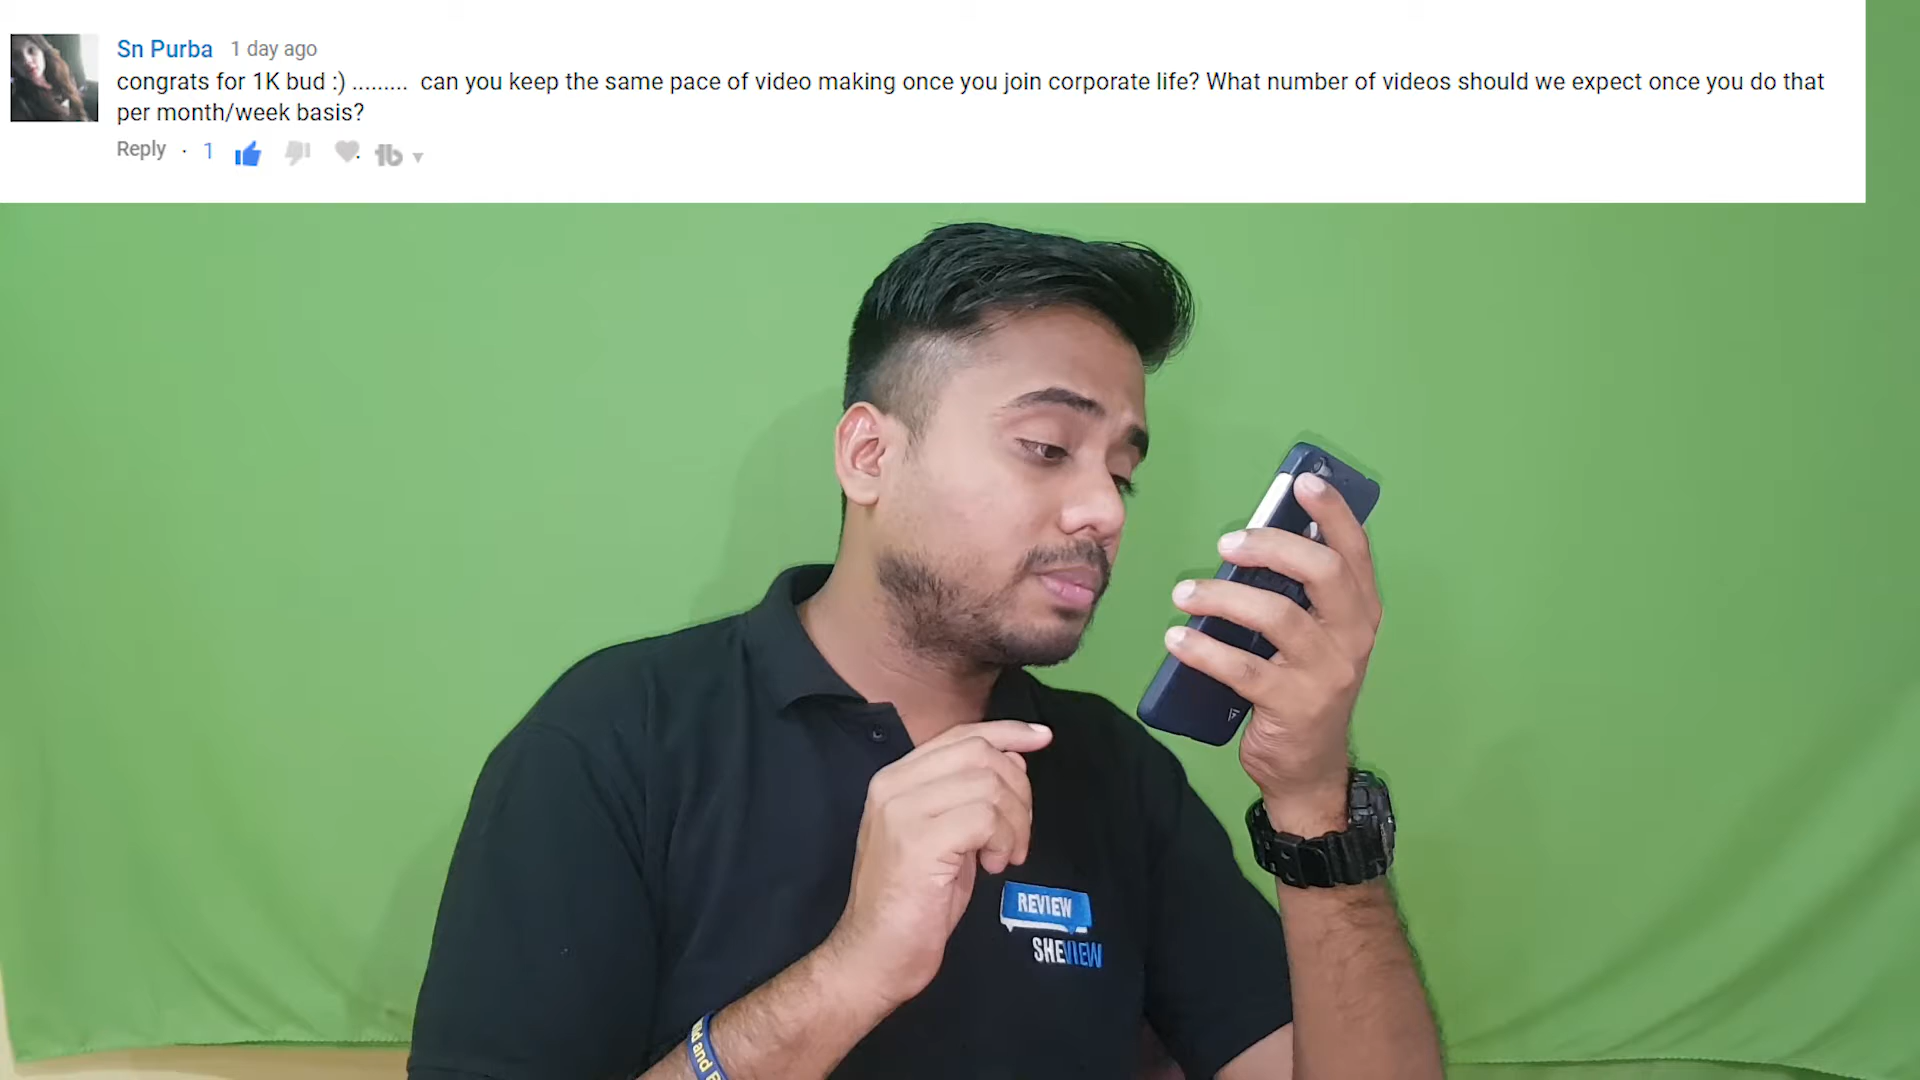 Sn Purba 1 day ago
congrats for 1K bud :) ......... can you keep the same pace of video making once you join corporate life? What number of videos should we expect once you do that
per month/week basis?
Reply · 1
REVIEW
SHEVIEW
and